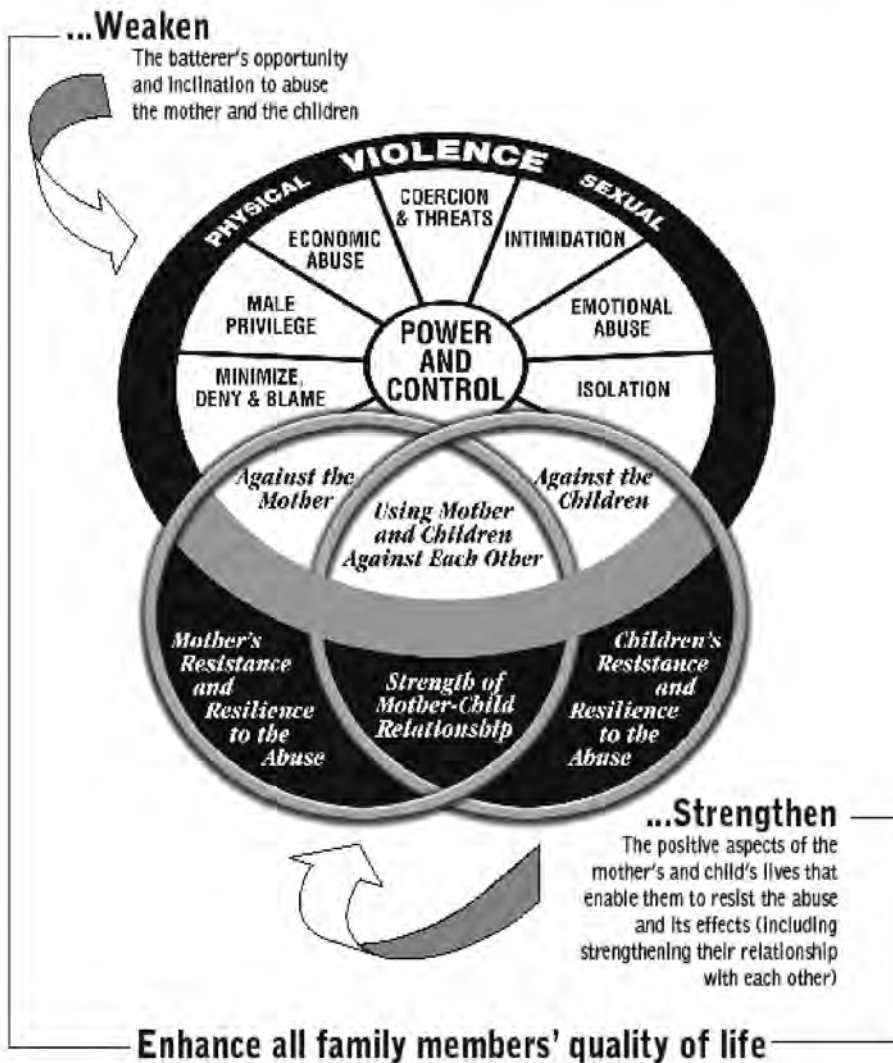 ...Weaken
The batterer's opportunity
and inclination to abuse
the mother and the children
PHYSICAL VIOLENCE SEXUAL
COERCION
& THREATS
ECONOMIC
ABUSE
INTIMIDATION
MALE
PRIVILEGE
EMOTIONAL
ABUSE
POWER
AND
CONTROL
MINIMIZE,
DENY & BLAME
ISOLATION
Against the
Mother
Against the
Children
Using Mother
and Children
Against Each Other
Mother's
Resistance
and
Resilience
to the
Abuse
Strength of
Mother-Child
Relationship
Children's
Resistance
and
Resilience
to the
Abuse
...Strengthen
The positive aspects of the
mother's and child's lives that
enable them to resist the abuse
and its effects (including
strengthening their relationship
with each other)
Enhance all family members' quality of life